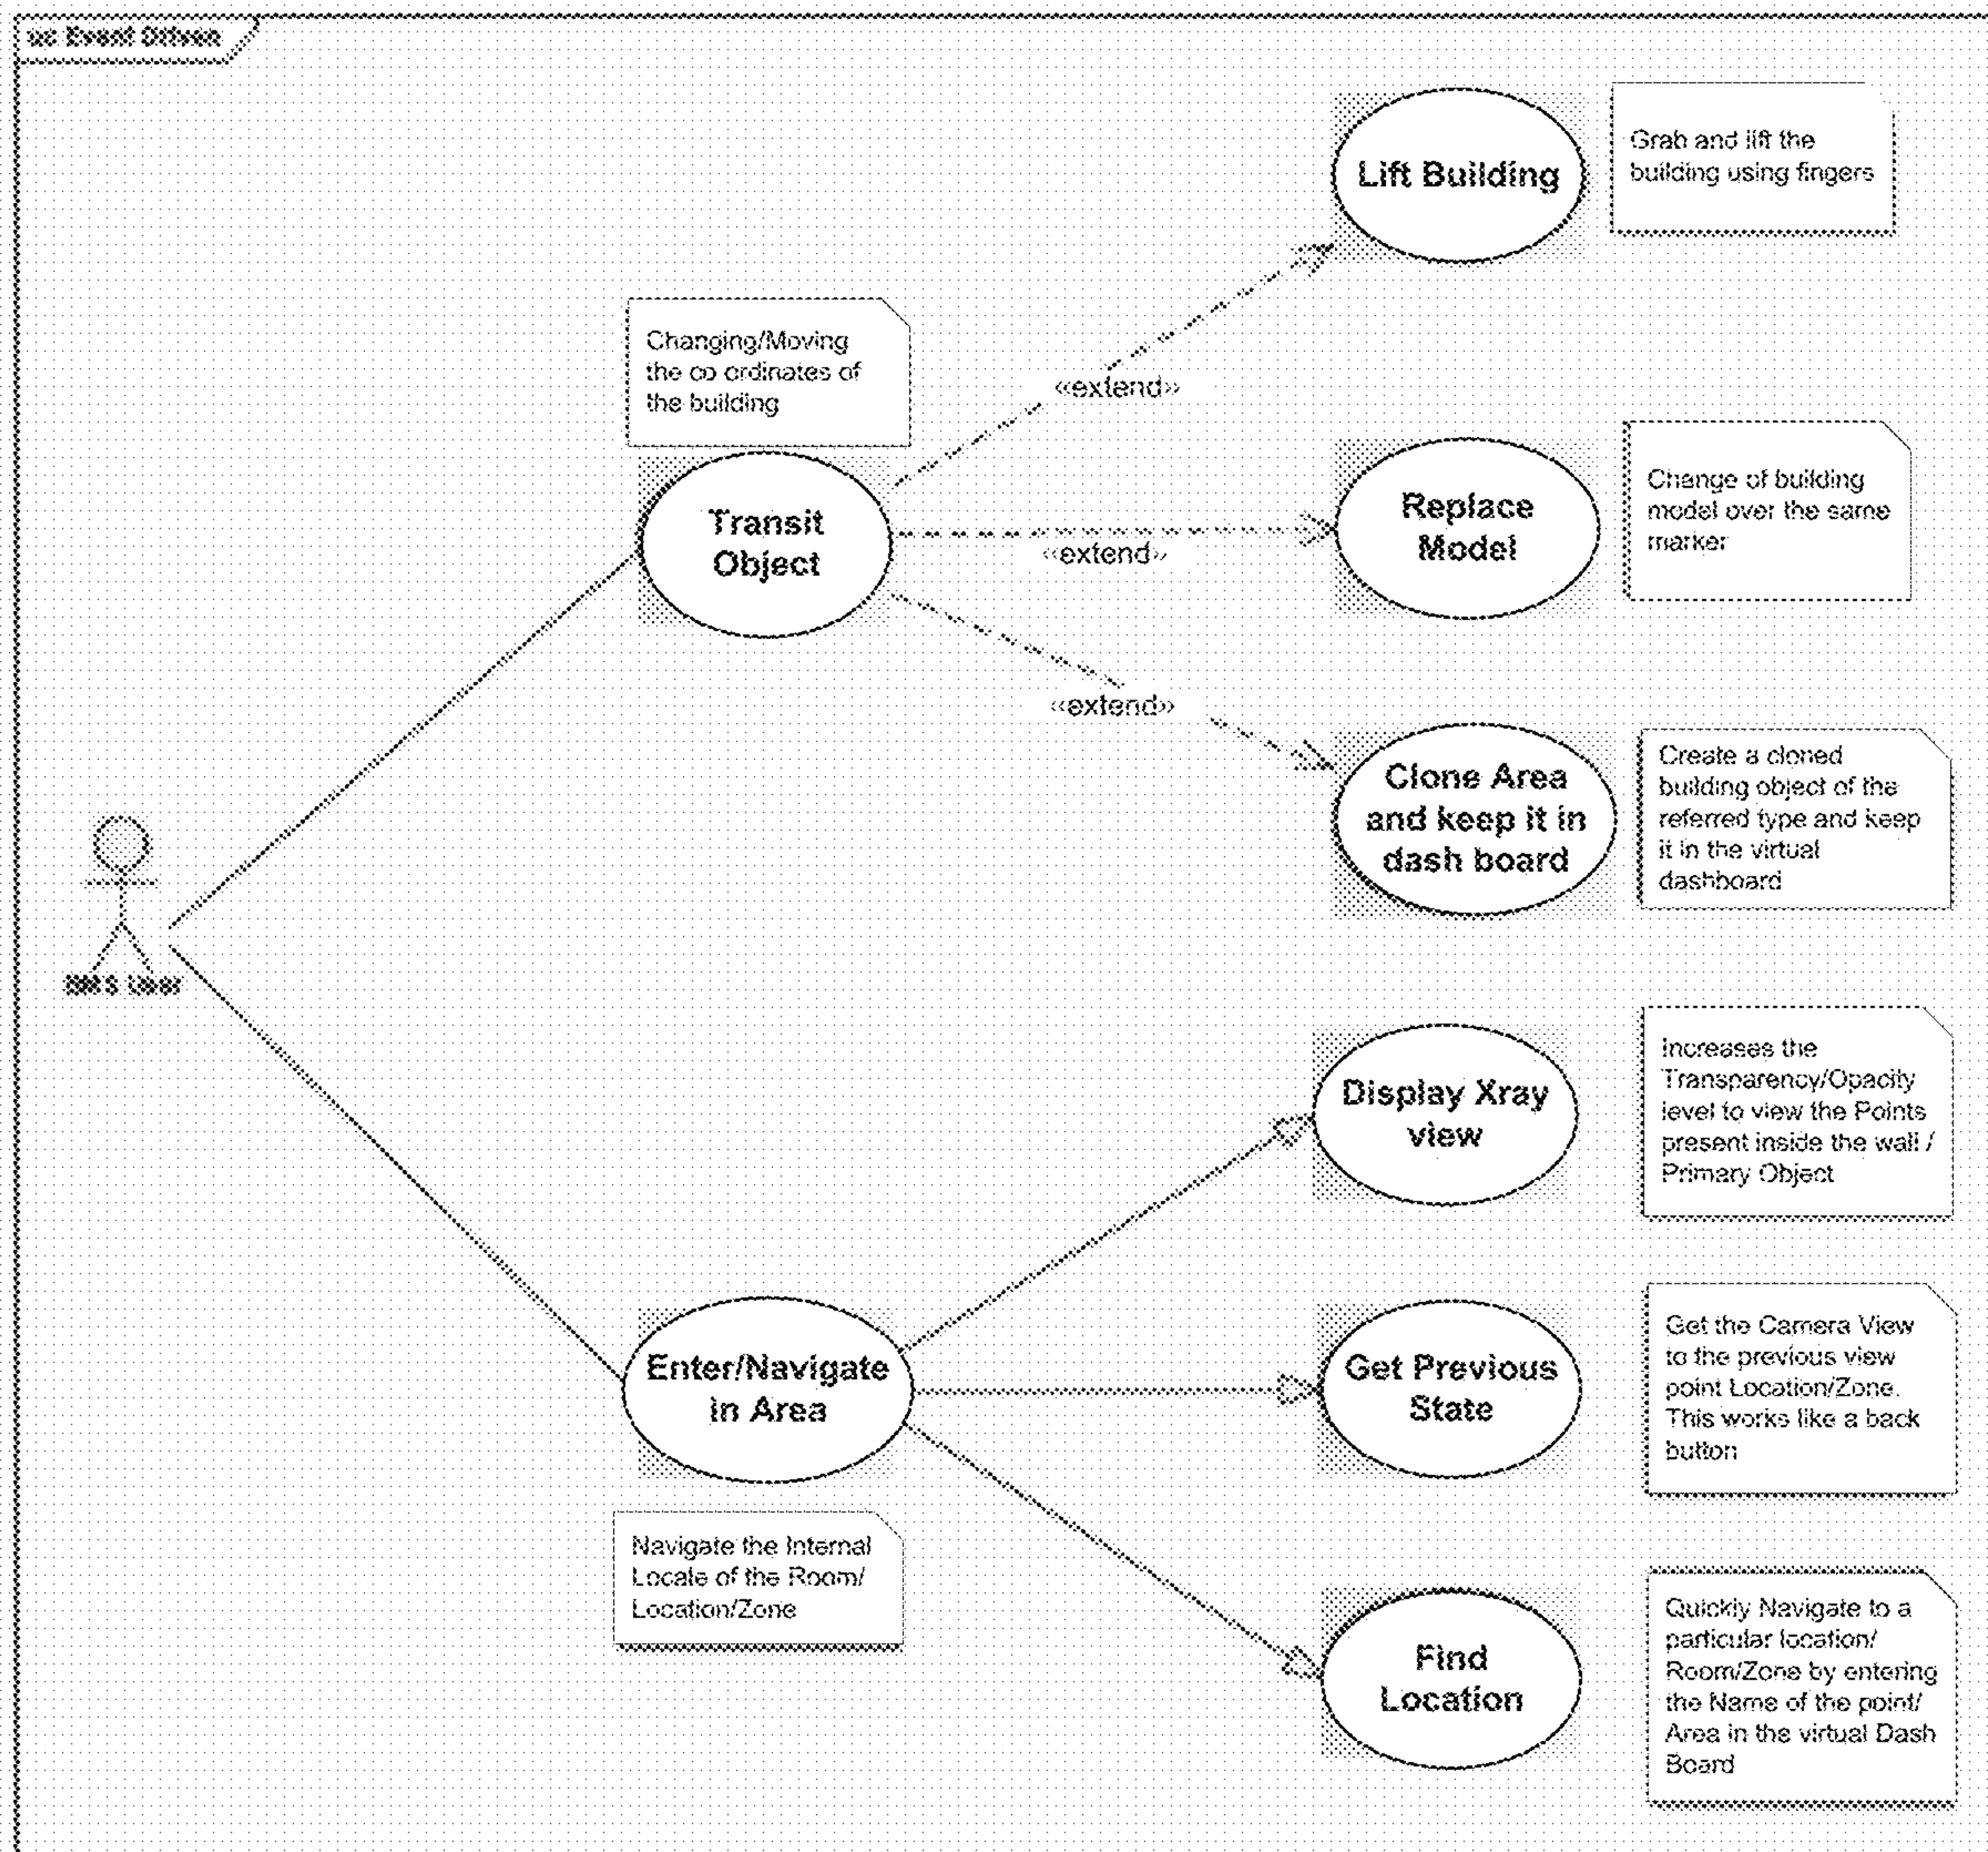 uc Event Driven
Lift Building
Grab and lift the
building using fingers
Changing/Moving
the co ordinates of
the building
«extend»
Transit
Object
«extend»
Replace
Model
Change of building
model over the same
marker
«extend»
Clone Area
and keep it in
dash board
Create a cloned
building object of the
referred type and keep
it in the virtual
dashboard
User
Display Xray
view
Increases the
Transparency/Opacity
level to view the Points
present inside the wall /
Primary Object
Enter/Navigate
in Area
Get Previous
State
Get the Camera View
to the previous view
point Location/Zone.
This works like a back
button
Navigate the Internal
Locale of the Room/
Location/Zone
Find
Location
Quickly Navigate to a
particular location/
Room/Zone by entering
the Name of the point/
Area in the virtual Dash
Board